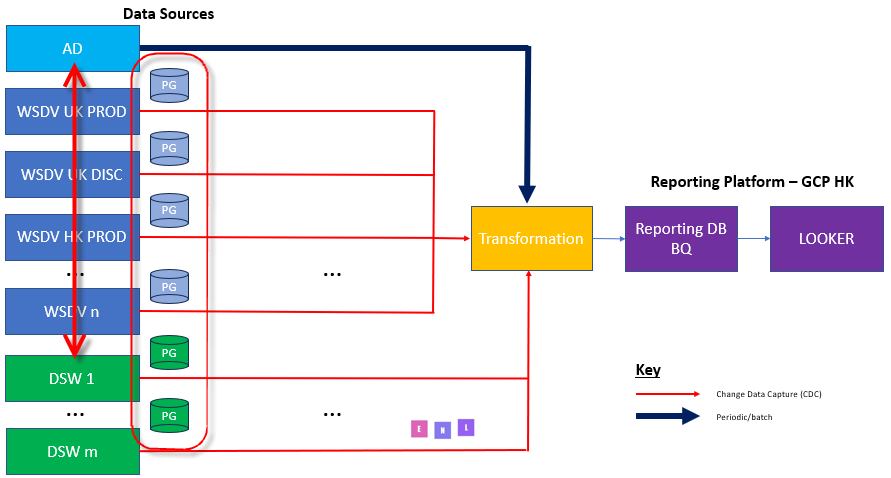 Data Sources
AD
PG
WSDV UK PROD
PG
WSDV UK DISC
PG
WSDV HK PROD
...
...
PG
WSDV n
PG
DSW 1
...
...
PG
DSW m
E N L
Transformation
Reporting Platform – GCP HK
Reporting DB
BQ
LOOKER
Key
Change Data Capture (CDC)
Periodic/batch